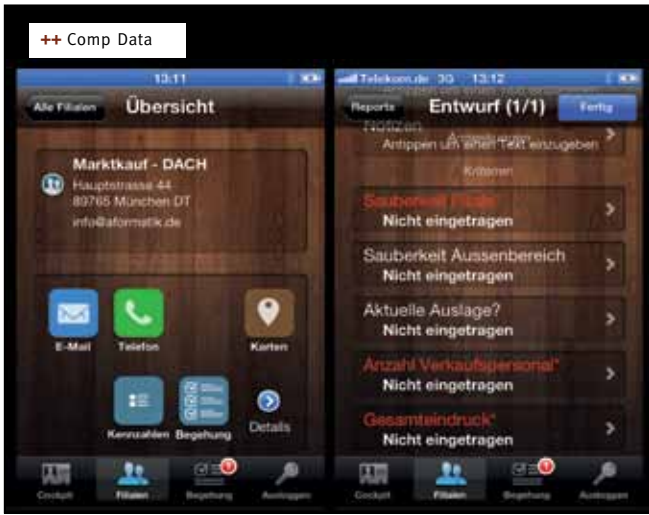 ++ Comp Data
13:11
Alle Filialen
Übersicht
Marktkauf - DACH
Hauptstrasse 44
89765 München DT
info@aformatik.de
E-Mail
Telefon
Karten
Kennzahlen
Begehung
Details
Cockpit
Filialen
Begehung
Ausloggen
Telekom.de 3G 13:12
Reports
Entwurf (1/1)
Fertig
Notizen
Antippen um einen Text einzugeben
Kriterien
Sauberkeit Filiale*
Nicht eingetragen
Sauberkeit Aussenbereich
Nicht eingetragen
Aktuelle Auslage?
Nicht eingetragen
Anzahl Verkaufspersonal*
Nicht eingetragen
Gesamteindruck*
Nicht eingetragen
Cockpit
Filialen
Begehung
Ausloggen